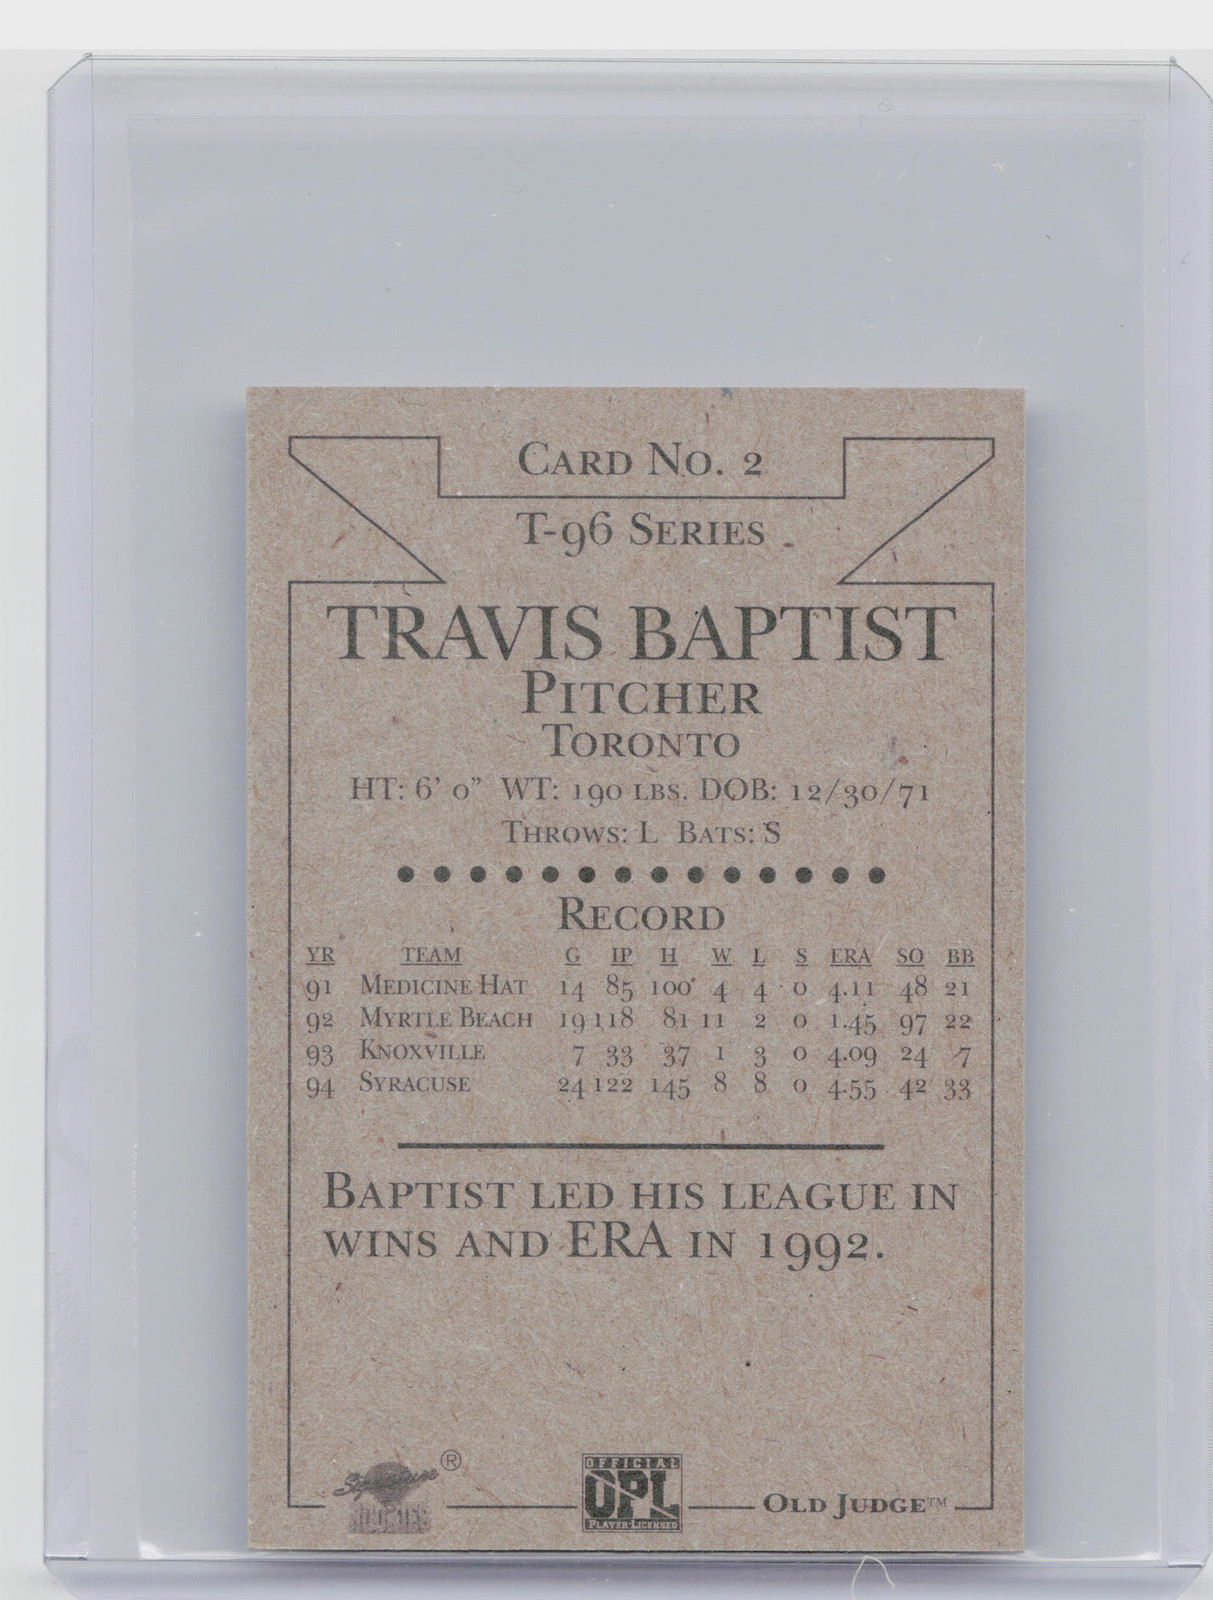 CARD NO. 2
T-96 SERIES
TRAVIS BAPTIST
PITCHER
TORONTO
HT: 6' 0" WT: 190 LBS. DOB: 12/30/71
THROWS: L BATS: S
RECORD
YR TEAM G IP H W L S ERA SO BB
91 MEDICINE HAT 14 85 100 4 4 0 4.11 48 21
92 MYRTLE BEACH 19 118 81 11 2 0 1.45 97 22
93 KNOXVILLE 7 33 37 1 3 0 4.09 24 7
94 SYRACUSE 24 122 145 8 8 0 4.55 42 33
BAPTIST LED HIS LEAGUE IN
WINS AND ERA IN 1992.
Signature ®
ROOKIES
OFFICIAL
OPL
PLAYER-LICENSED
OLD JUDGE™